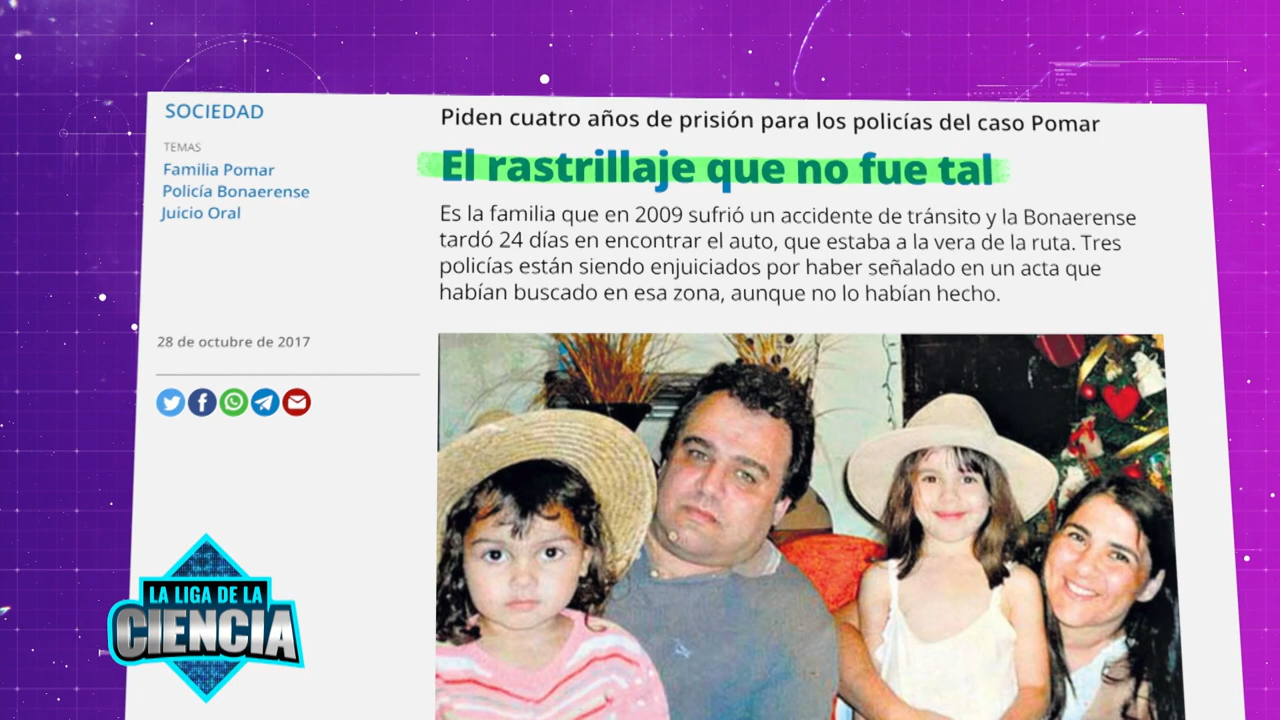 SOCIEDAD
TEMAS
Familia Pomar
Policía Bonaerense
Juicio Oral
28 de octubre de 2017
Piden cuatro años de prisión para los policías del caso Pomar
El rastrillaje que no fue tal
Es la familia que en 2009 sufrió un accidente de tránsito y la Bonaerense
tardó 24 días en encontrar el auto, que estaba a la vera de la ruta. Tres
policías están siendo enjuiciados por haber señalado en un acta que
habían buscado en esa zona, aunque no lo habían hecho.
LA LIGA DE LA
CIENCIA